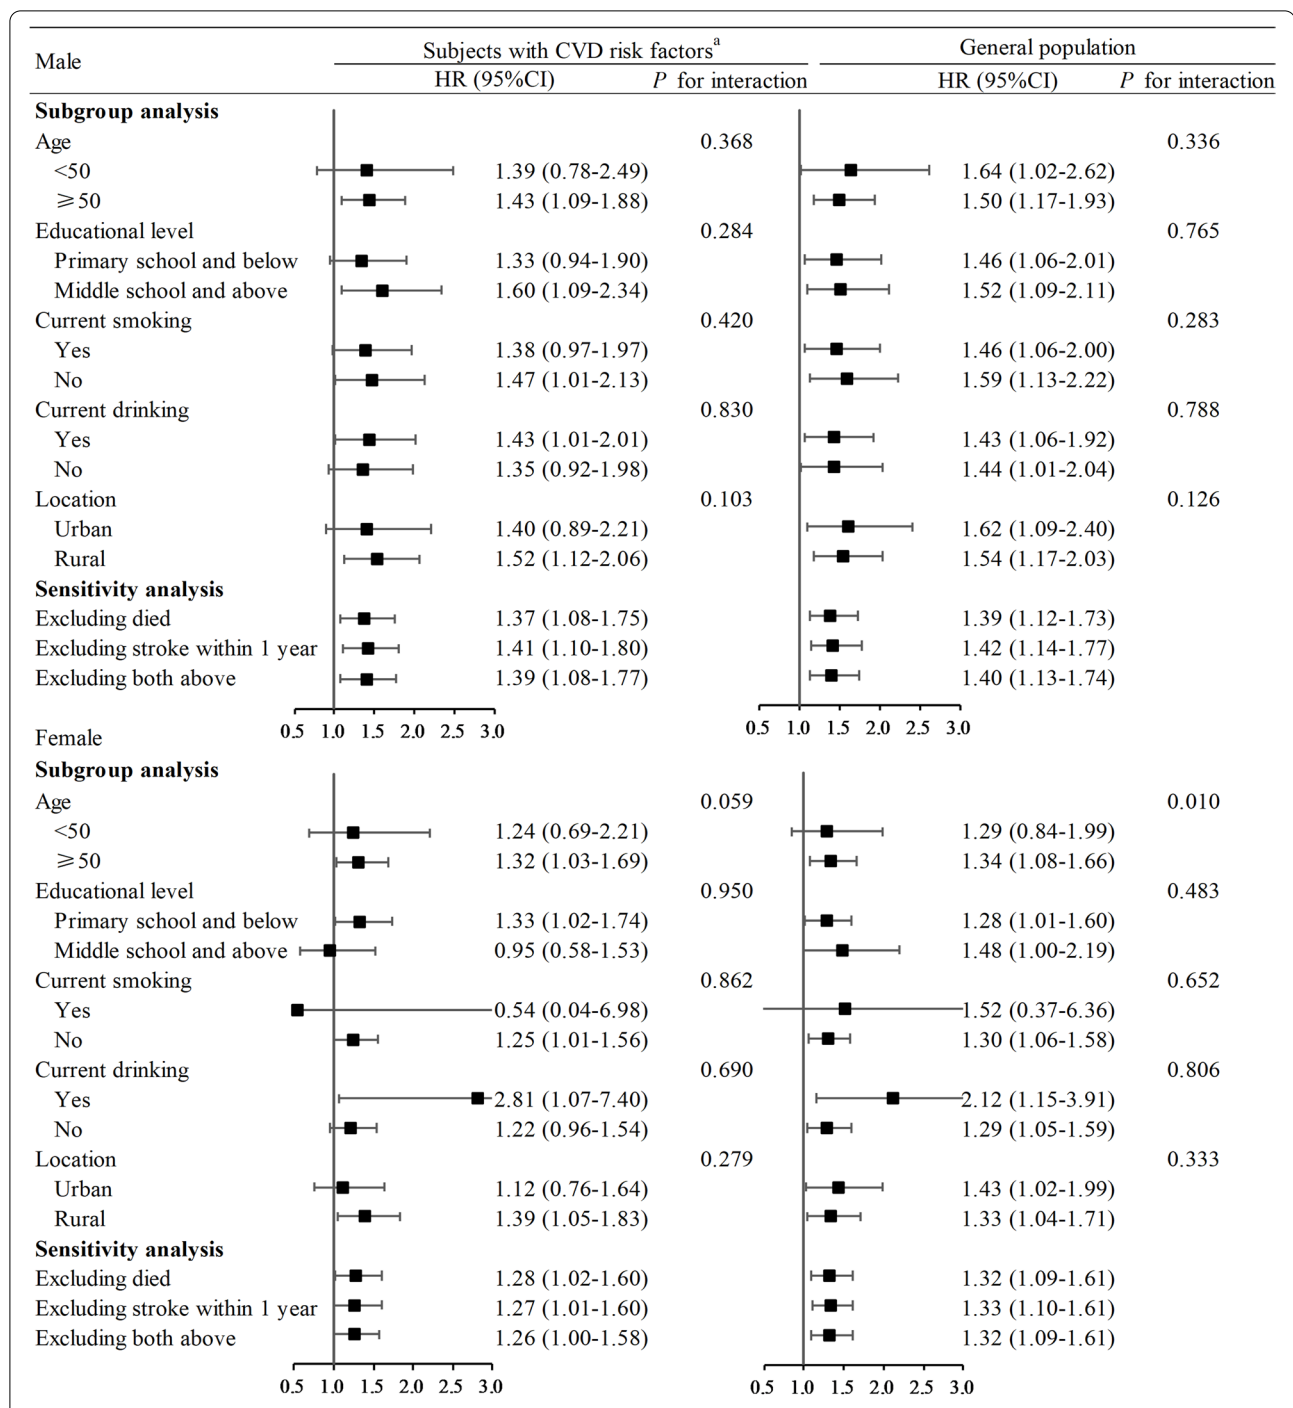 Male Subjects with CVD risk factorsa General population
HR (95%CI) P for interaction HR (95%CI) P for interaction
Subgroup analysis
Age 0.368 0.336
<50 1.39 (0.78-2.49) 1.64 (1.02-2.62)
⩾50 1.43 (1.09-1.88) 1.50 (1.17-1.93)
Educational level 0.284 0.765
Primary school and below 1.33 (0.94-1.90) 1.46 (1.06-2.01)
Middle school and above 1.60 (1.09-2.34) 1.52 (1.09-2.11)
Current smoking 0.420 0.283
Yes 1.38 (0.97-1.97) 1.46 (1.06-2.00)
No 1.47 (1.01-2.13) 1.59 (1.13-2.22)
Current drinking 0.830 0.788
Yes 1.43 (1.01-2.01) 1.43 (1.06-1.92)
No 1.35 (0.92-1.98) 1.44 (1.01-2.04)
Location 0.103 0.126
Urban 1.40 (0.89-2.21) 1.62 (1.09-2.40)
Rural 1.52 (1.12-2.06) 1.54 (1.17-2.03)
Sensitivity analysis
Excluding died 1.37 (1.08-1.75) 1.39 (1.12-1.73)
Excluding stroke within 1 year 1.41 (1.10-1.80) 1.42 (1.14-1.77)
Excluding both above 1.39 (1.08-1.77) 1.40 (1.13-1.74)
0.5 1.0 1.5 2.0 2.5 3.0 0.5 1.0 1.5 2.0 2.5 3.0
Female
Subgroup analysis
Age 0.059 0.010
<50 1.24 (0.69-2.21) 1.29 (0.84-1.99)
⩾50 1.32 (1.03-1.69) 1.34 (1.08-1.66)
Educational level 0.950 0.483
Primary school and below 1.33 (1.02-1.74) 1.28 (1.01-1.60)
Middle school and above 0.95 (0.58-1.53) 1.48 (1.00-2.19)
Current smoking 0.862 0.652
Yes 0.54 (0.04-6.98) 1.52 (0.37-6.36)
No 1.25 (1.01-1.56) 1.30 (1.06-1.58)
Current drinking 0.690 0.806
Yes 2.81 (1.07-7.40) 2.12 (1.15-3.91)
No 1.22 (0.96-1.54) 1.29 (1.05-1.59)
Location 0.279 0.333
Urban 1.12 (0.76-1.64) 1.43 (1.02-1.99)
Rural 1.39 (1.05-1.83) 1.33 (1.04-1.71)
Sensitivity analysis
Excluding died 1.28 (1.02-1.60) 1.32 (1.09-1.61)
Excluding stroke within 1 year 1.27 (1.01-1.60) 1.33 (1.10-1.61)
Excluding both above 1.26 (1.00-1.58) 1.32 (1.09-1.61)
0.5 1.0 1.5 2.0 2.5 3.0 0.5 1.0 1.5 2.0 2.5 3.0